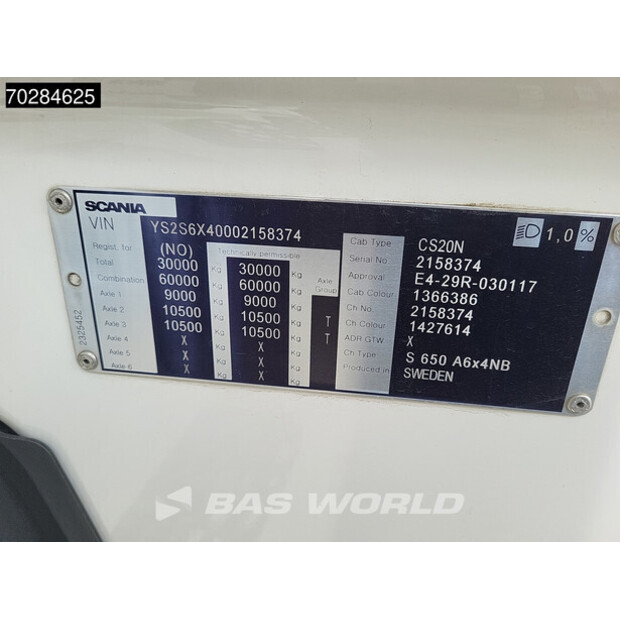 70284625
SCANIA
VIN YS2S6X40002158374
Regist. for (NO) Technically permissible
Total 30000 Kg 30000 Kg Axle Group
Combination 60000 Kg 60000 Kg
Axle 1 9000 Kg 9000 Kg
Axle 2 10500 Kg 10500 Kg T
Axle 3 10500 Kg 10500 Kg T
Axle 4 X Kg X Kg
Axle 5 X Kg X Kg
Axle 6 X Kg X Kg
1,0%
Cab Type CS20N
Serial No. 2158374
Approval E4-29R-030117
Cab Colour 1366386
Ch No. 2158374
Ch Colour 1427614
ADR GTW X
Ch Type S 650 A6x4NB
Produced in SWEDEN
2325452
BAS WORLD